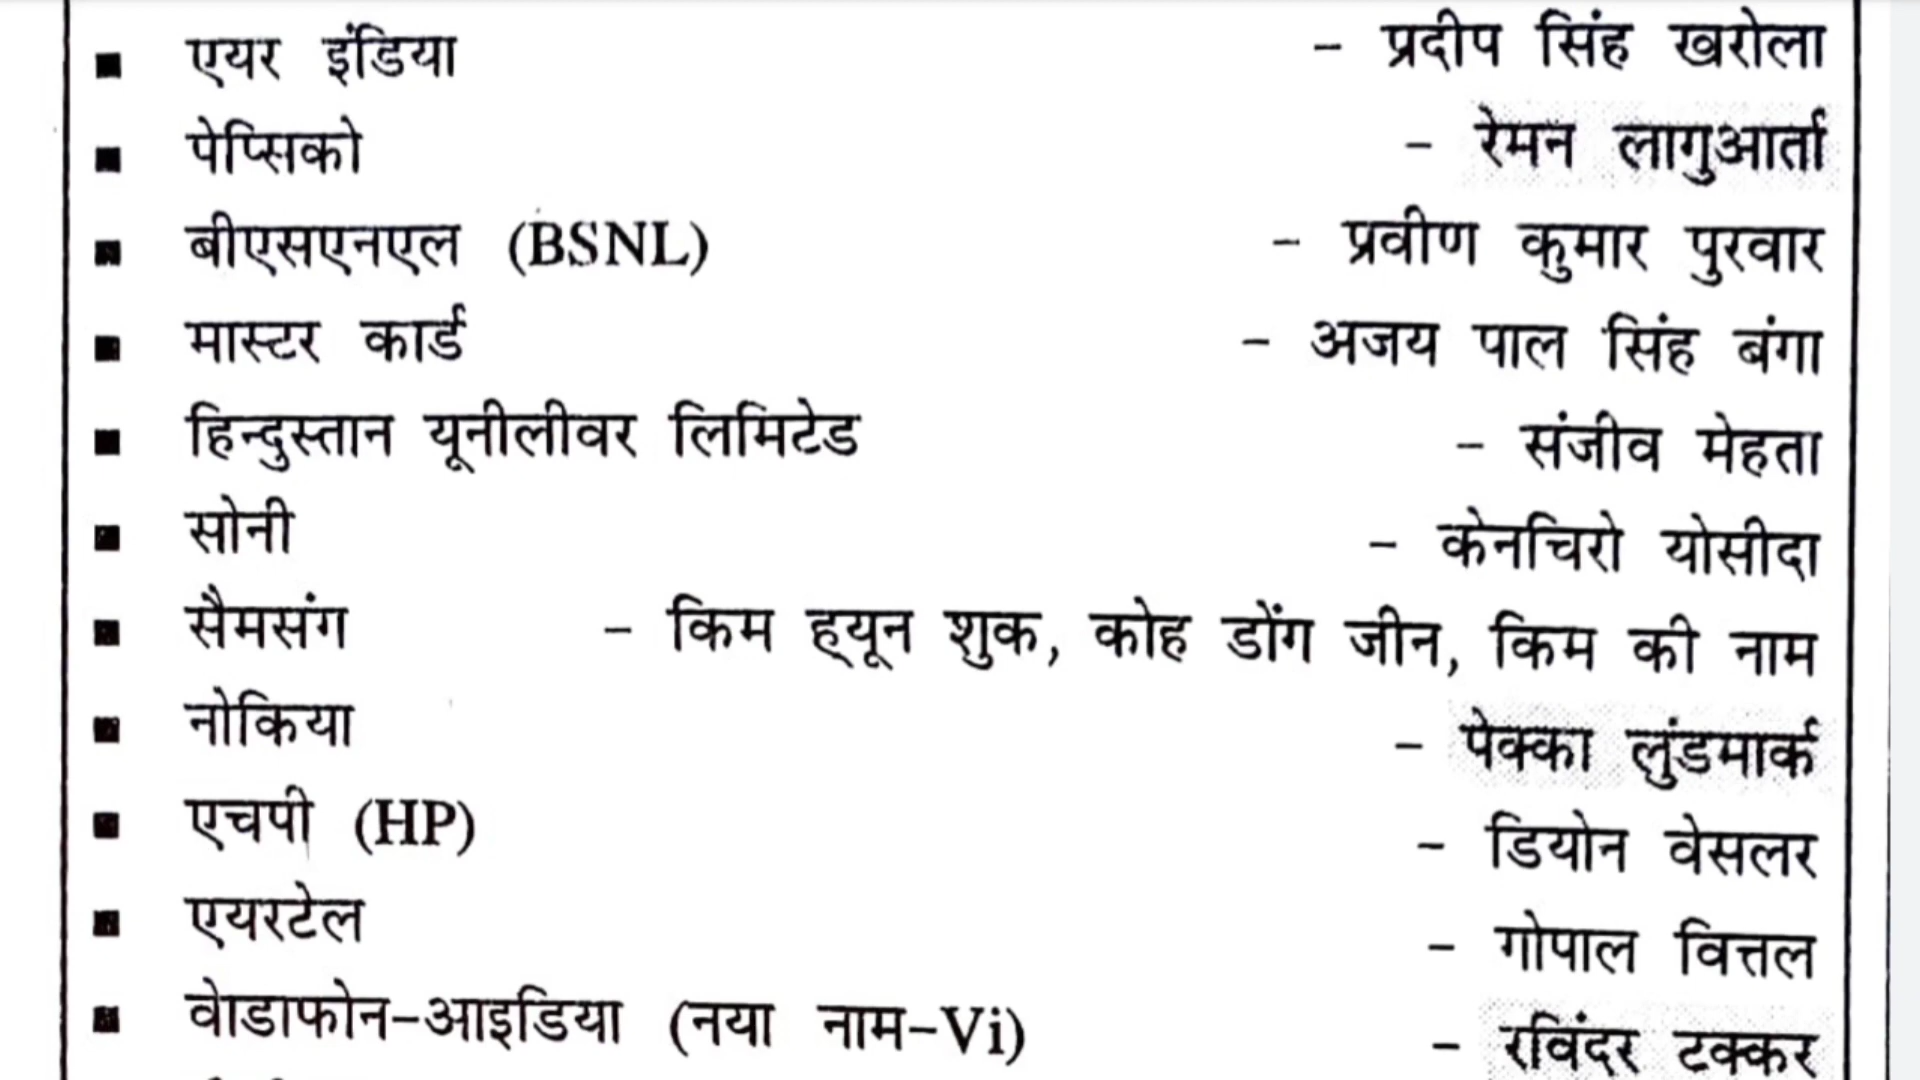 ▪ एयर इंडिया – प्रदीप सिंह खरोला
▪ पेप्सिको – रेमन लागुआर्ता
▪ बीएसएनएल (BSNL) – प्रवीण कुमार पुरवार
▪ मास्टर कार्ड – अजय पाल सिंह बंगा
▪ हिन्दुस्तान यूनीलीवर लिमिटेड – संजीव मेहता
▪ सोनी – केनचिरो योसीदा
▪ सैमसंग – किम ह्यून शुक, कोह डोंग जीन, किम की नाम
▪ नोकिया – पेक्का लुंडमार्क
▪ एचपी (HP) – डियोन वेसलर
▪ एयरटेल – गोपाल वित्तल
▪ वोडाफोन-आइडिया (नया नाम-Vi) – रविंदर टक्कर